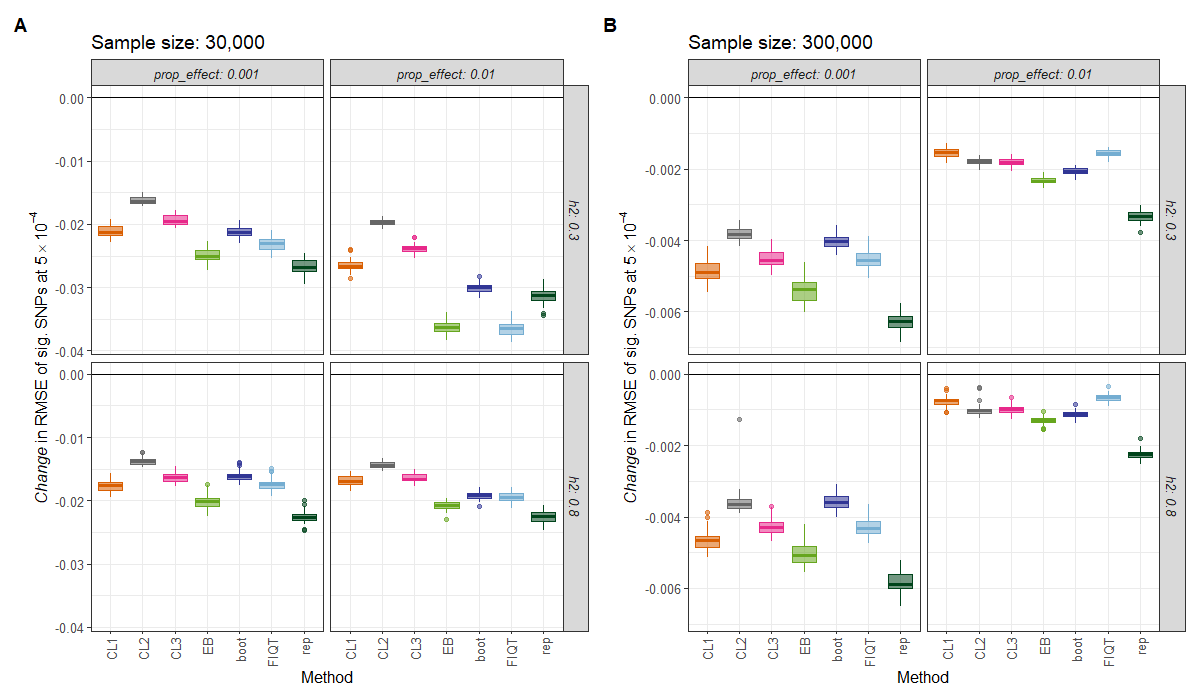 A
Sample size: 30,000
prop_effect: 0.001
prop_effect: 0.01
Change in RMSE of sig. SNPs at 5 × 10⁻⁴
0.00
-0.01
-0.02
-0.03
-0.04
h2: 0.3
0.00
-0.01
-0.02
-0.03
-0.04
h2: 0.8
CL1 CL2 CL3 EB boot FIQT rep
CL1 CL2 CL3 EB boot FIQT rep
Method
B
Sample size: 300,000
prop_effect: 0.001
prop_effect: 0.01
Change in RMSE of sig. SNPs at 5 × 10⁻⁴
0.000
-0.002
-0.004
-0.006
h2: 0.3
0.000
-0.002
-0.004
-0.006
h2: 0.8
CL1 CL2 CL3 EB boot FIQT rep
CL1 CL2 CL3 EB boot FIQT rep
Method